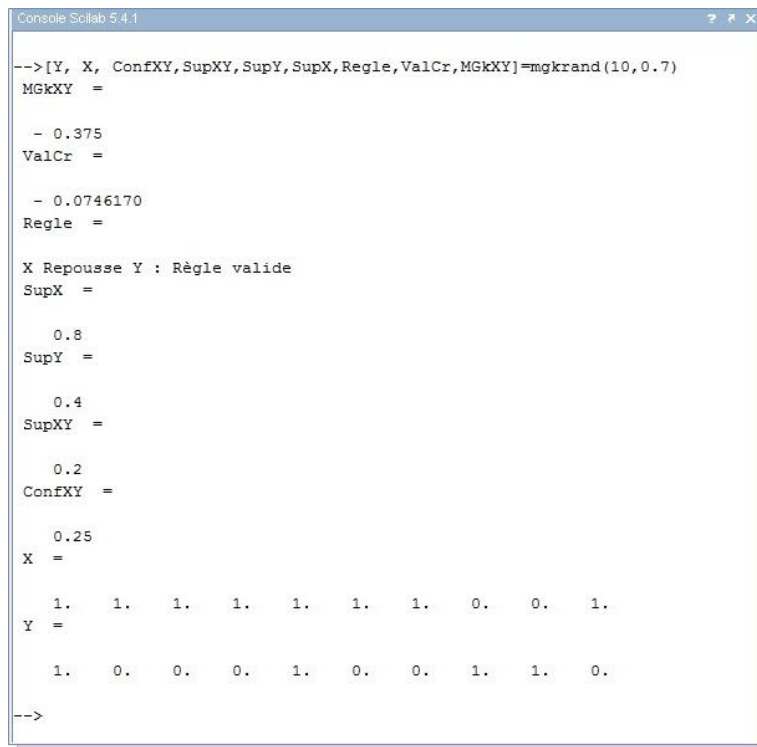 Console Scilab 5.4.1 ? ↗ ×
-->[Y, X, ConfXY,SupXY,SupY,SupX,Regle,ValCr,MGkXY]=mgkrand(10,0.7)
MGkXY =
- 0.375
ValCr =
- 0.0746170
Regle =
X Repousse Y : Règle valide
SupX =
0.8
SupY =
0.4
SupXY =
0.2
ConfXY =
0.25
X =
1. 1. 1. 1. 1. 1. 1. 0. 0. 1.
Y =
1. 0. 0. 0. 1. 0. 0. 1. 1. 0.
-->